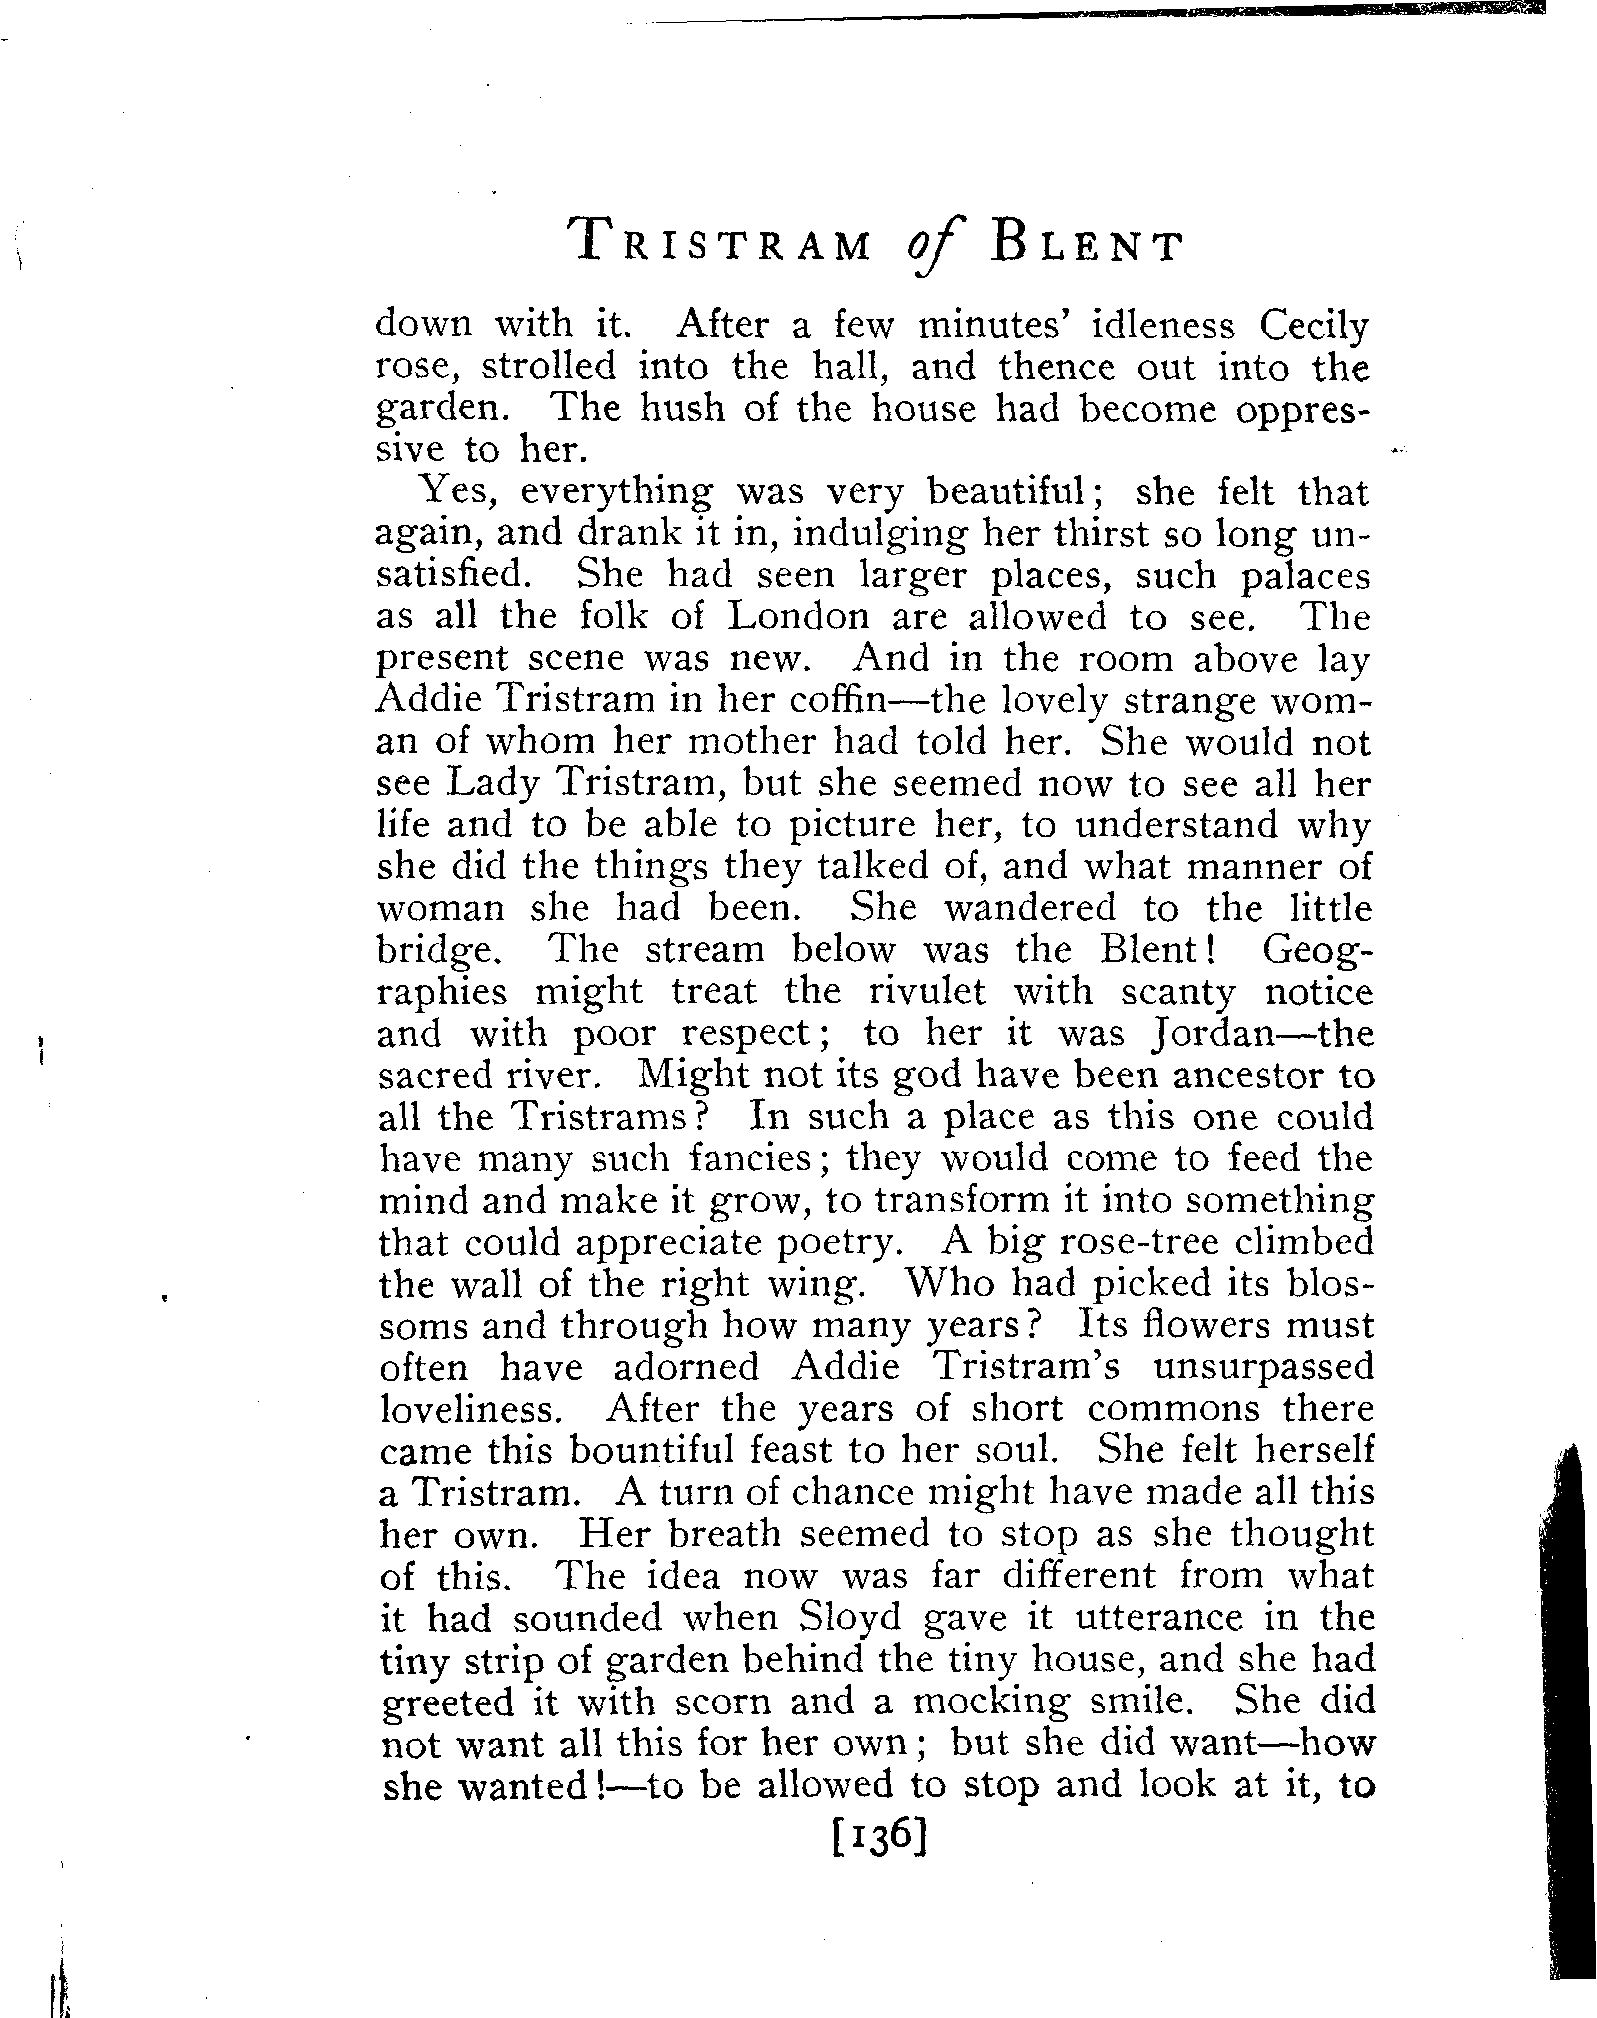 TRISTRAM of BLENT
down with it. After a few minutes' idleness Cecily
rose, strolled into the hall, and thence out into the
garden. The hush of the house had become oppres-
sive to her.
Yes, everything was very beautiful; she felt that
again, and drank it in, indulging her thirst so long un-
satisfied. She had seen larger places, such palaces
as all the folk of London are allowed to see. The
present scene was new. And in the room above lay
Addie Tristram in her coffin—the lovely strange wom-
an of whom her mother had told her. She would not
see Lady Tristram, but she seemed now to see all her
life and to be able to picture her, to understand why
she did the things they talked of, and what manner of
woman she had been. She wandered to the little
bridge. The stream below was the Blent! Geog-
raphies might treat the rivulet with scanty notice
and with poor respect; to her it was Jordan—the
sacred river. Might not its god have been ancestor to
all the Tristrams? In such a place as this one could
have many such fancies; they would come to feed the
mind and make it grow, to transform it into something
that could appreciate poetry. A big rose-tree climbed
the wall of the right wing. Who had picked its blos-
soms and through how many years? Its flowers must
often have adorned Addie Tristram's unsurpassed
loveliness. After the years of short commons there
came this bountiful feast to her soul. She felt herself
a Tristram. A turn of chance might have made all this
her own. Her breath seemed to stop as she thought
of this. The idea now was far different from what
it had sounded when Sloyd gave it utterance in the
tiny strip of garden behind the tiny house, and she had
greeted it with scorn and a mocking smile. She did
not want all this for her own; but she did want—how
she wanted!—to be allowed to stop and look at it, to
[136]